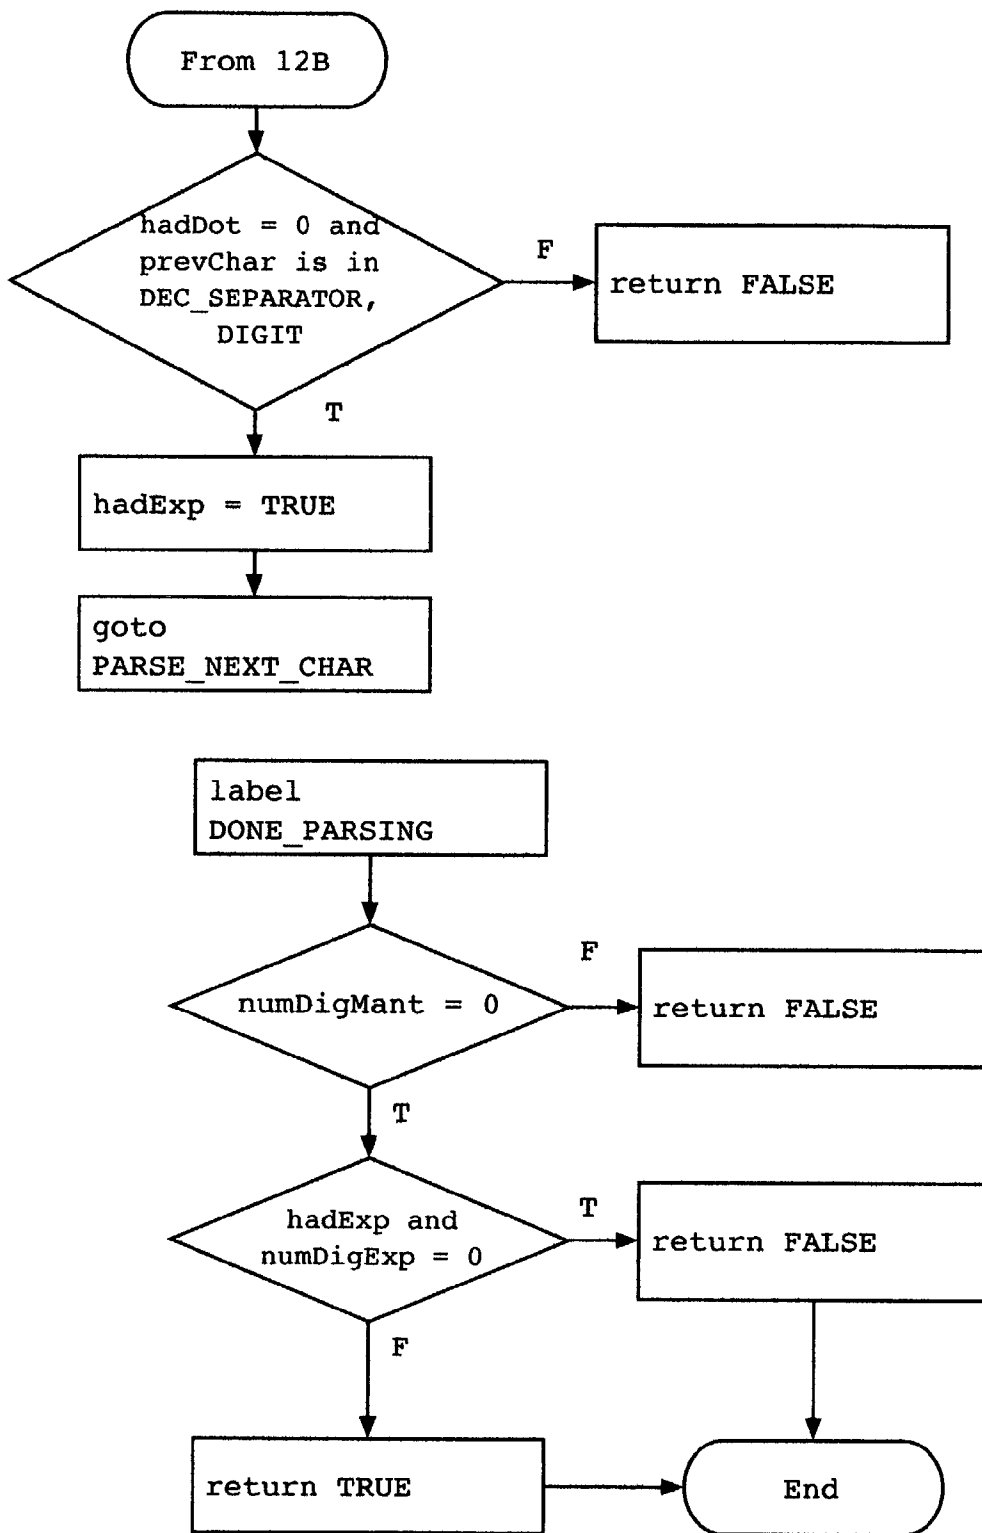 From 12B
hadDot = 0 and
prevChar is in
DEC_SEPARATOR,
DIGIT
F
return FALSE
T
hadExp = TRUE
goto
PARSE_NEXT_CHAR
label
DONE_PARSING
numDigMant = 0
F
return FALSE
T
hadExp and
numDigExp = 0
T
return FALSE
F
return TRUE
End